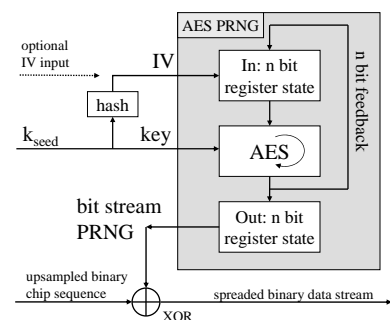 AES PRNG
optional
IV input
IV
In: n bit
register state
n bit feedback
hash
k_seed
key
AES
bit stream
PRNG
Out: n bit
register state
upsampled binary
chip sequence
spreaded binary data stream
XOR